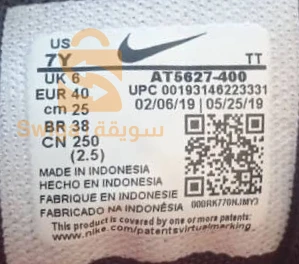 US
7Y TT
UK 6 AT5627-400
EUR 40 UPC 00193146223331
cm 25 02/06/19 | 05/25/19
BR 38
سويقة
CN 250
(2.5)
MADE IN INDONESIA
HECHO EN INDONESIA
FABRIQUE EN INDONESIE
FABRICADO NA INDONÉSIA
This product is covered by one or more patents:
www.nike.com/patentsvirtualmarking